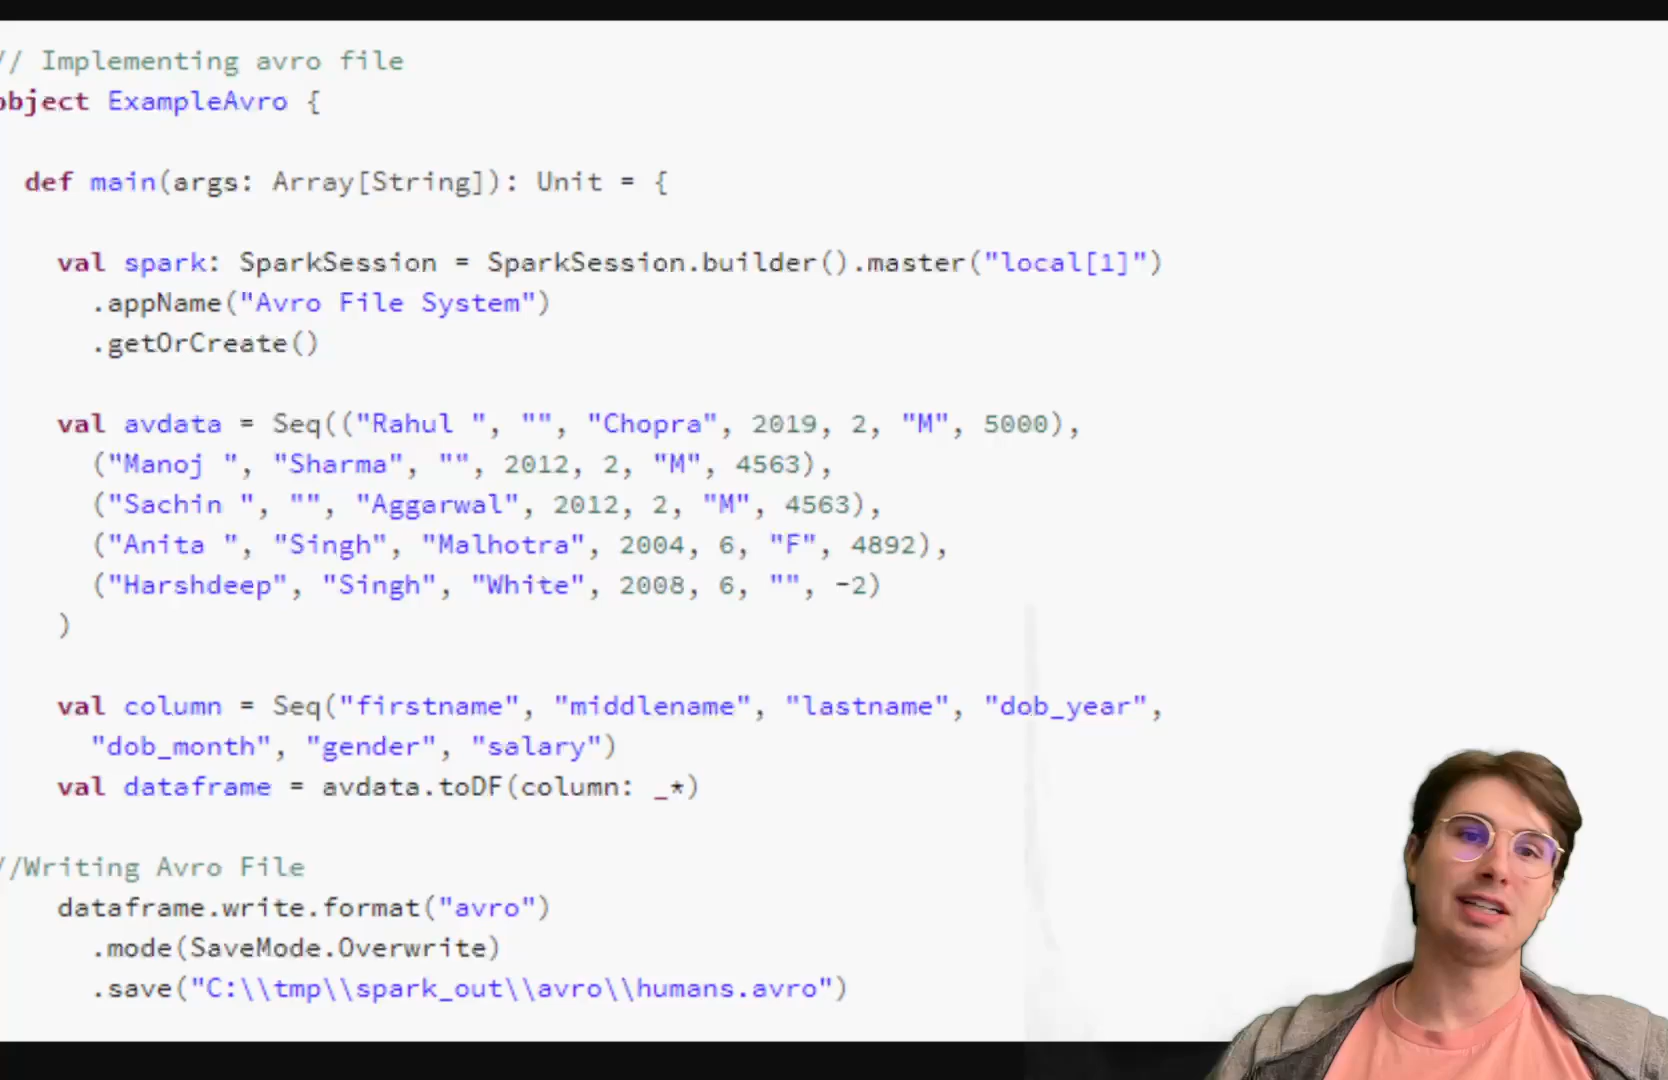 // Implementing avro file
object ExampleAvro {
def main(args: Array[String]): Unit = {
val spark: SparkSession = SparkSession.builder().master("local[1]")
.appName("Avro File System")
.getOrCreate()
val avdata = Seq(("Rahul ", "", "Chopra", 2019, 2, "M", 5000),
("Manoj ", "Sharma", "", 2012, 2, "M", 4563),
("Sachin ", "", "Aggarwal", 2012, 2, "M", 4563),
("Anita ", "Singh", "Malhotra", 2004, 6, "F", 4892),
("Harshdeep", "Singh", "White", 2008, 6, "", -2)
)
val column = Seq("firstname", "middlename", "lastname", "dob_year",
"dob_month", "gender", "salary")
val dataframe = avdata.toDF(column: _*)
//Writing Avro File
dataframe.write.format("avro")
.mode(SaveMode.Overwrite)
.save("C:\\tmp\\spark_out\\avro\\humans.avro")